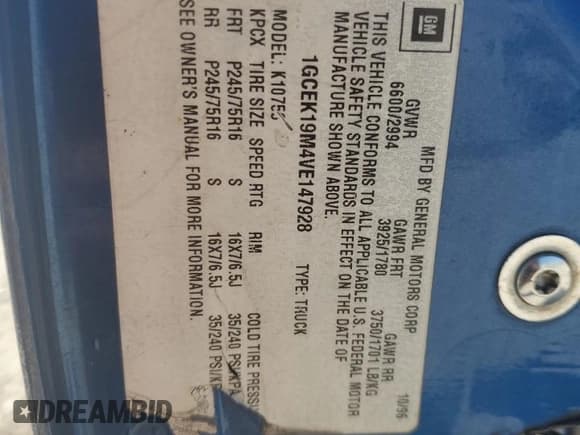 GM
MFD BY GENERAL MOTORS CORP 10/96
GVWR GAWR FRT GAWR RR
6600/2994 3925/1780 3750/1701 LB/KG
THIS VEHICLE CONFORMS TO ALL APPLICABLE U.S. FEDERAL MOTOR
VEHICLE SAFETY STANDARDS IN EFFECT ON THE DATE OF
MANUFACTURE SHOWN ABOVE.
1GCEK19M4VE147928 TYPE: TRUCK
MODEL: K10753
KPCX TIRE SIZE SPEED RTG RIM COLD TIRE PRESSU
FRT P245/75R16 S 16X7/6.5J 35/240 PSI/KPA
RR P245/75R16 S 16X7/6.5J 35/240 PSI/KP
SEE OWNER'S MANUAL FOR MORE INFORMATION.
DREAMBID